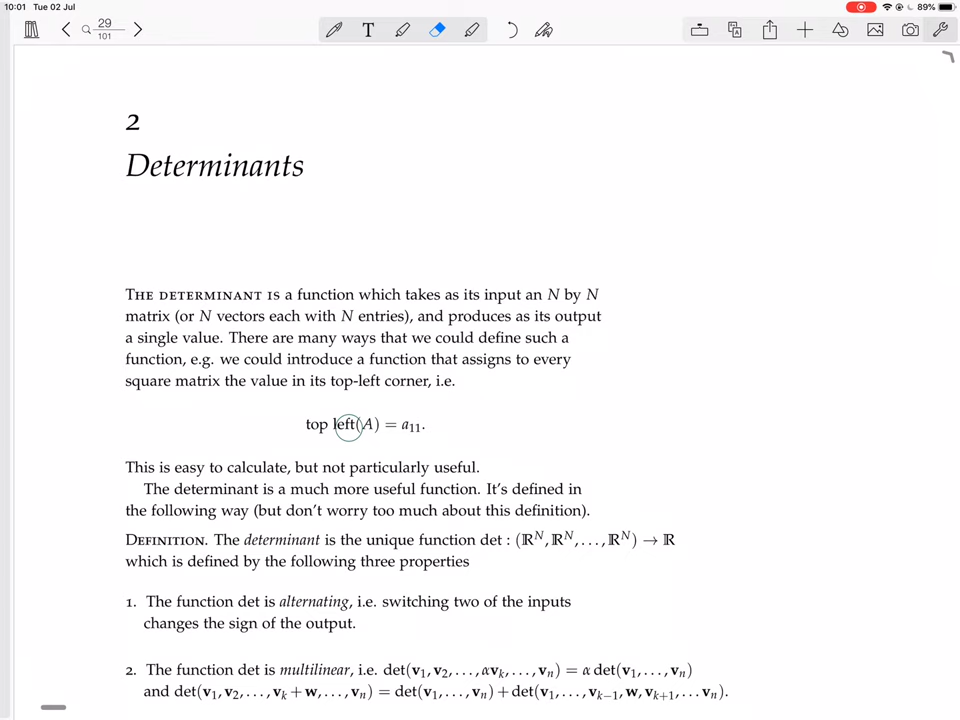 10:01 Tue 02 Jul
89%
29
101
T
A
2
Determinants
The determinant is a function which takes as its input an N by N
matrix (or N vectors each with N entries), and produces as its output
a single value. There are many ways that we could define such a
function, e.g. we could introduce a function that assigns to every
square matrix the value in its top-left corner, i.e.
top left(A) = a₁₁.
This is easy to calculate, but not particularly useful.
The determinant is a much more useful function. It's defined in
the following way (but don't worry too much about this definition).
Definition. The determinant is the unique function det : (ℝᴺ, ℝᴺ, . . . , ℝᴺ) → ℝ
which is defined by the following three properties
1. The function det is alternating, i.e. switching two of the inputs
changes the sign of the output.
2. The function det is multilinear, i.e. det(v₁, v₂, . . . , αvₖ, . . . , vₙ) = α det(v₁, . . . , vₙ)
and det(v₁, v₂, . . . , vₖ + w, . . . , vₙ) = det(v₁, . . . , vₙ) + det(v₁, . . . , vₖ₋₁, w, vₖ₊₁, . . . vₙ).